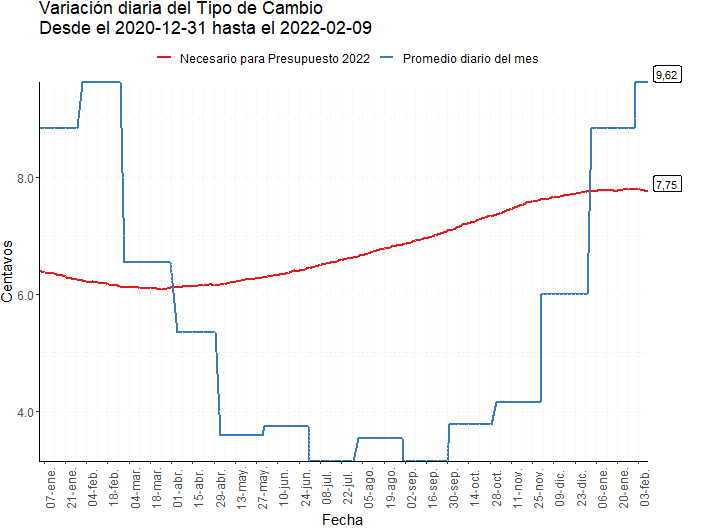 Variación diaria del Tipo de Cambio
Desde el 2020-12-31 hasta el 2022-02-09
Necesario para Presupuesto 2022 Promedio diario del mes
9,62
7,75
8.0
6.0
4.0
Centavos
07-ene.
21-ene.
04-feb.
18-feb.
04-mar.
18-mar.
01-abr.
15-abr.
29-abr.
13-may.
27-may.
10-jun.
24-jun.
08-jul.
22-jul.
05-ago.
19-ago.
02-sep.
16-sep.
30-sep.
14-oct.
28-oct.
11-nov.
25-nov.
09-dic.
23-dic.
06-ene.
20-ene.
03-feb.
Fecha